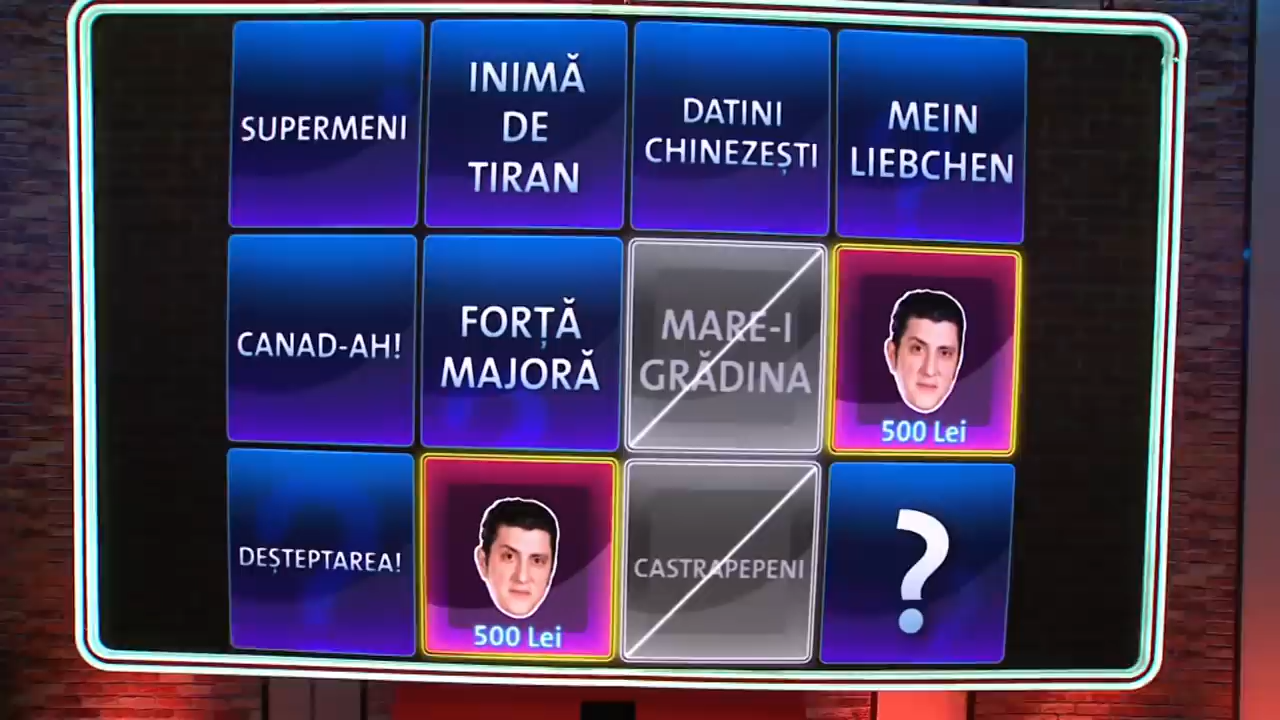 SUPERMENI
INIMĂ
DE
TIRAN
DATINI
CHINEZEȘTI
MEIN
LIEBCHEN
CANAD-AH!
FORȚĂ
MAJORĂ
MARE-I
GRĂDINA
500 Lei
DEȘTEPTAREA!
500 Lei
CASTRAPEPENI
?